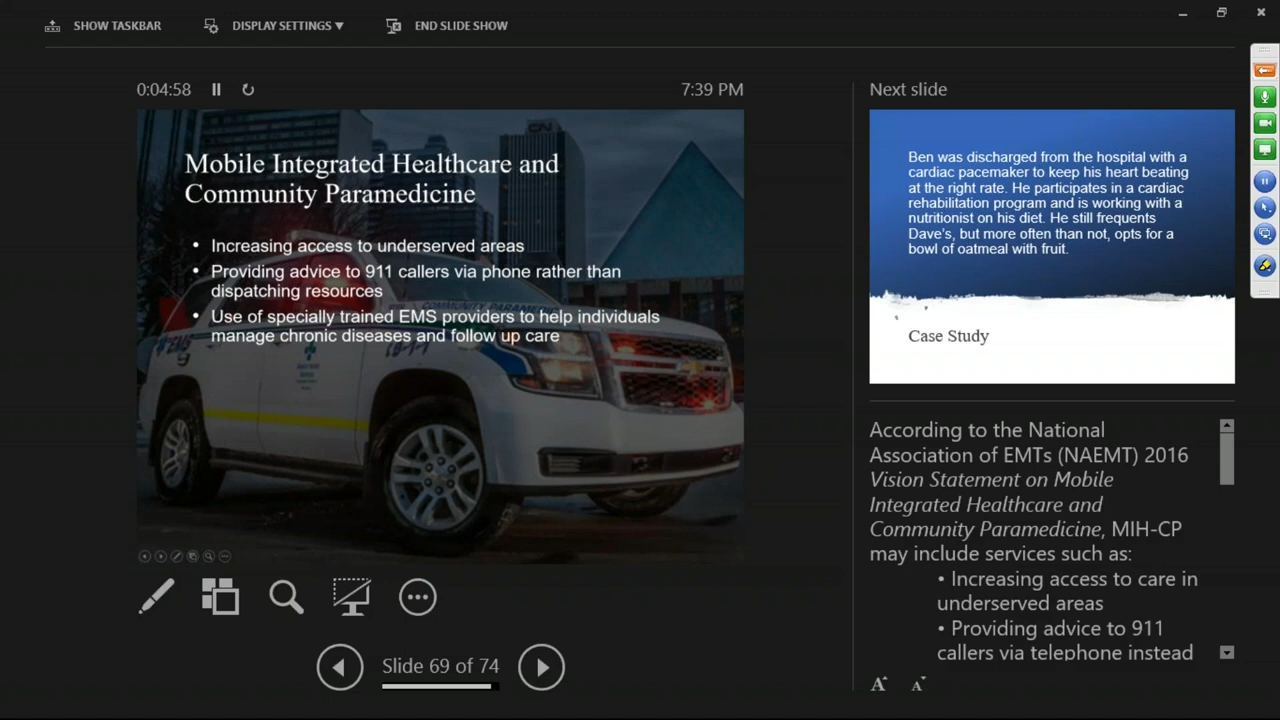 SHOW TASKBAR
DISPLAY SETTINGS ▼
END SLIDE SHOW
0:04:58
7:39 PM
Mobile Integrated Healthcare and
Community Paramedicine
• Increasing access to underserved areas
• Providing advice to 911 callers via phone rather than
dispatching resources
• Use of specially trained EMS providers to help individuals
manage chronic diseases and follow up care
CN
COMMUNITY PARAMEDIC
EMS
Slide 69 of 74
Next slide
Ben was discharged from the hospital with a
cardiac pacemaker to keep his heart beating
at the right rate. He participates in a cardiac
rehabilitation program and is working with a
nutritionist on his diet. He still frequents
Dave's, but more often than not, opts for a
bowl of oatmeal with fruit.
Case Study
According to the National
Association of EMTs (NAEMT) 2016
Vision Statement on Mobile
Integrated Healthcare and
Community Paramedicine, MIH-CP
may include services such as:
• Increasing access to care in
underserved areas
• Providing advice to 911
callers via telephone instead
A
A